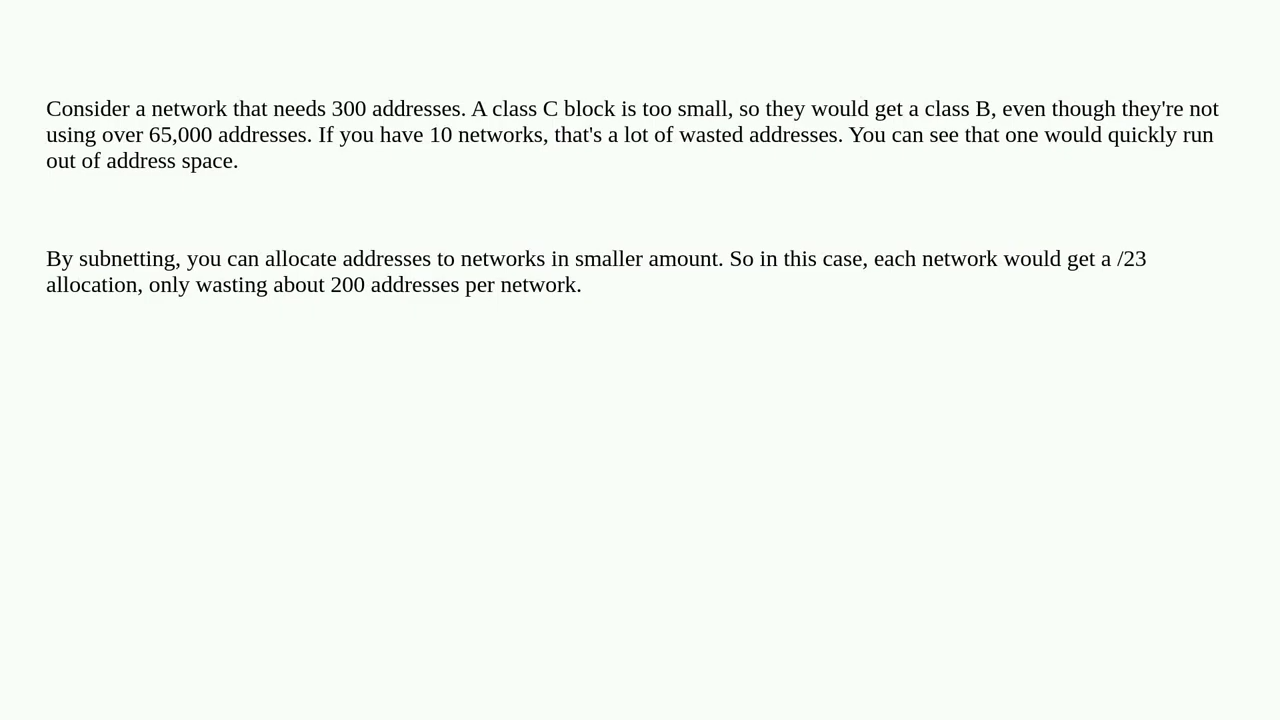 Consider a network that needs 300 addresses. A class C block is too small, so they would get a class B, even though they're not
using over 65,000 addresses. If you have 10 networks, that's a lot of wasted addresses. You can see that one would quickly run
out of address space.
By subnetting, you can allocate addresses to networks in smaller amount. So in this case, each network would get a /23
allocation, only wasting about 200 addresses per network.